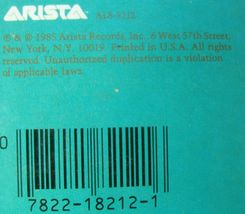 ARISTA AL8-8212
℗ & © 1985 Arista Records, Inc., 6 West 57th Street,
New York, N.Y. 10019. Printed in U.S.A. All rights
reserved. Unauthorized duplication is a violation
of applicable laws.
0
7822-18212-1